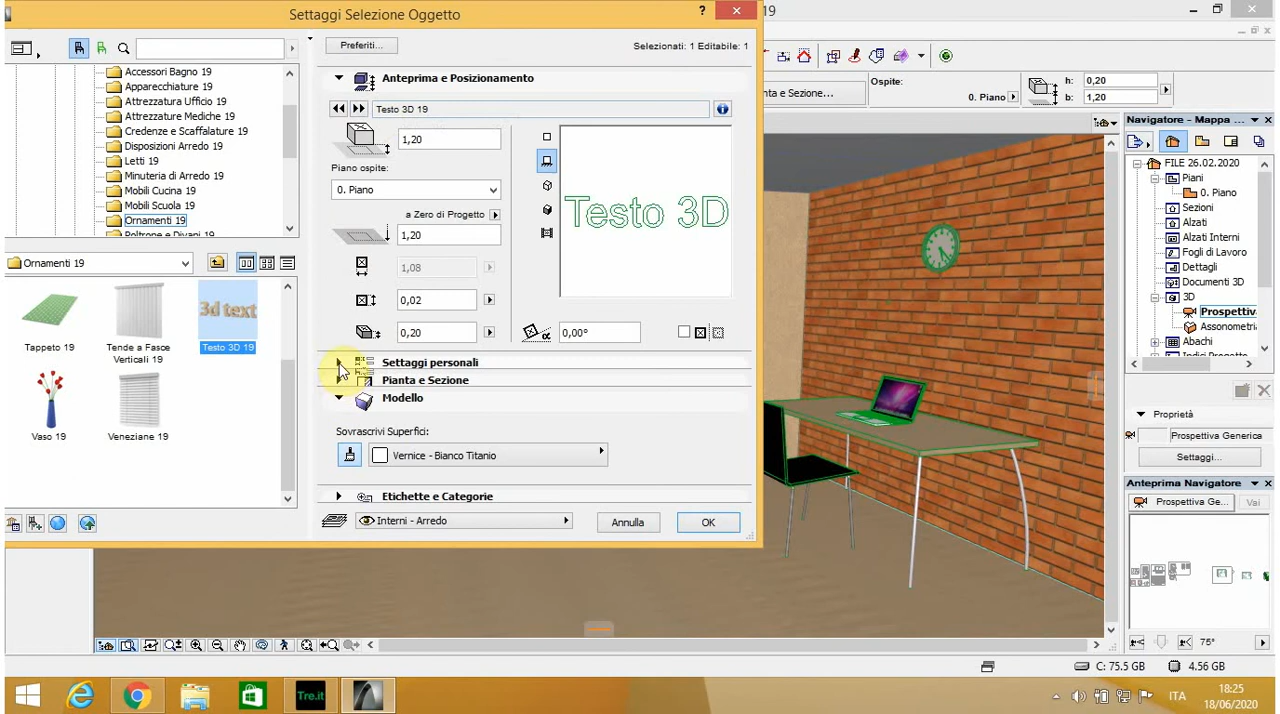 Settaggi Selezione Oggetto
?
19
Preferiti...
Selezionati: 1 Editabile: 1
Accessori Bagno 19
Apparecchiature 19
Attrezzatura Ufficio 19
Attrezzature Mediche 19
Credenze e Scaffalature 19
Disposizioni Arredo 19
Letti 19
Minuteria di Arredo 19
Mobili Cucina 19
Mobili Scuola 19
Ornamenti 19
Poltrone e Divani 19
Ornamenti 19
Tappeto 19
Tende a Fasce Verticali 19
3d text
Testo 3D 19
Vaso 19
Veneziane 19
Anteprima e Posizionamento
Testo 3D 19
1,20
Piano ospite:
0. Piano
a Zero di Progetto
1,20
1,08
0,02
0,20
0,00°
Testo 3D
Settaggi personali
Pianta e Sezione
Modello
Sovrascrivi Superfici:
Vernice - Bianco Titanio
Etichette e Categorie
Interni - Arredo
Annulla
OK
nta e Sezione...
Ospite:
0. Piano
h: 0,20
b: 1,20
Navigatore - Mappa
FILE 26.02.2020
Piani
0. Piano
Sezioni
Alzati
Alzati Interni
Fogli di Lavoro
Dettagli
Documenti 3D
3D
Prospettiv
Assonometri
Abachi
Indici Progetto
Proprietà
Prospettiva Generica
Settaggi...
Anteprima Navigatore
Prospettiva Ge...
Vai
75°
C: 75.5 GB
4.56 GB
Tre.it
ITA
18:25
18/06/2020